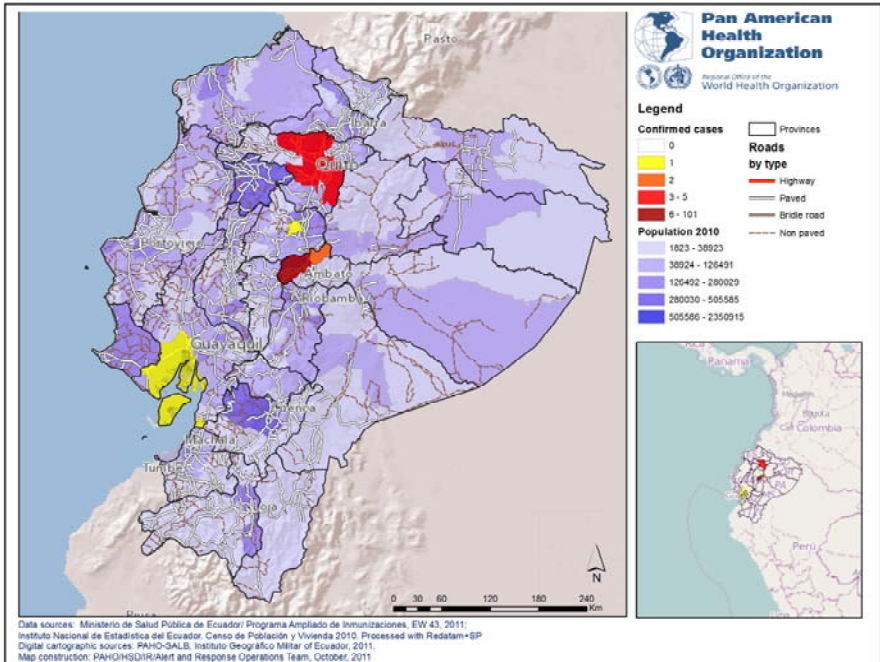 Pan American
Health
Organization
Regional Office of the
World Health Organization
Legend
Confirmed cases
0
1
2
3 - 5
6 - 101
Population 2010
1823 - 38923
38924 - 126491
126492 - 280029
280030 - 505585
505586 - 2350915
Provinces
Roads
by type
Highway
Paved
Bridle road
Non paved
Pasto
Ibarra
Quito
Portoviejo
Ambato
Riobamba
Guayaquil
Cuenca
Machala
Tumbe
Loja
Piura
N
0 30 60 120 180 240
Km
Panama
Bogota
Cali Colombia
Perú
Data sources: Ministerio de Salud Pública de Ecuador/ Programa Ampliado de Inmunizaciones, EW 43, 2011;
Instituto Nacional de Estadística del Ecuador. Censo de Población y Vivienda 2010. Processed with Redatam+SP
Digital cartographic sources: PAHO-GALB, Instituto Geográfico Militar of Ecuador, 2011.
Map construction: PAHO/HSD/IR/Alert and Response Operations Team, October, 2011